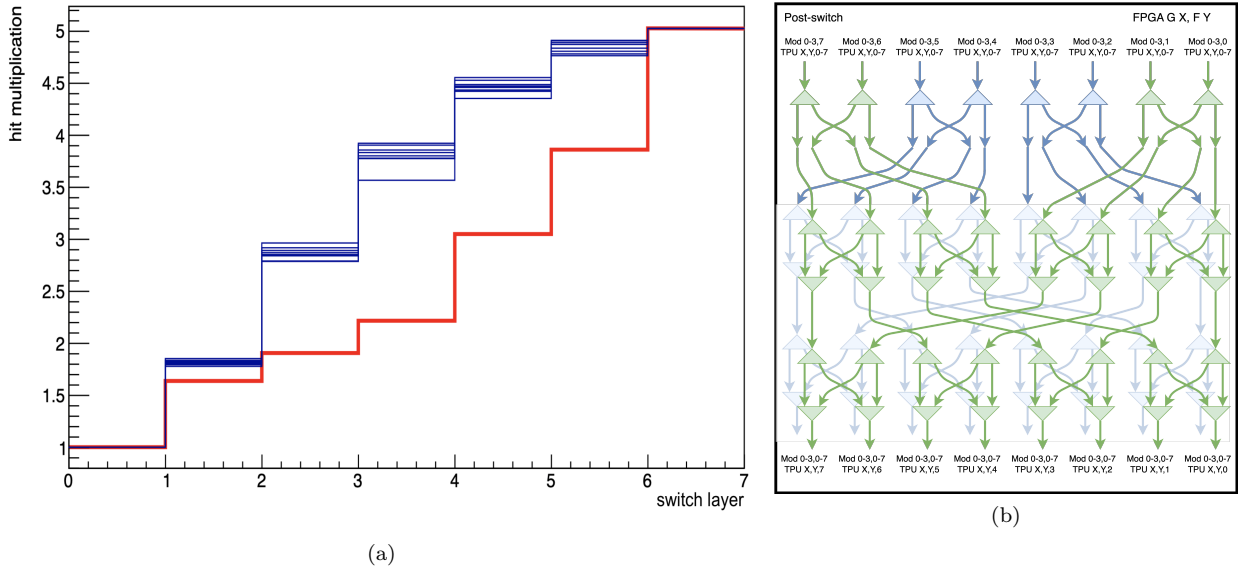 hit multiplication
5
4.5
4
3.5
3
2.5
2
1.5
1
0 1 2 3 4 5 6 7
switch layer
(a)
Post-switch FPGA G X, F Y
Mod 0-3,7 Mod 0-3,6 Mod 0-3,5 Mod 0-3,4 Mod 0-3,3 Mod 0-3,2 Mod 0-3,1 Mod 0-3,0
TPU X,Y,0-7 TPU X,Y,0-7 TPU X,Y,0-7 TPU X,Y,0-7 TPU X,Y,0-7 TPU X,Y,0-7 TPU X,Y,0-7 TPU X,Y,0-7
Mod 0-3,0-7 Mod 0-3,0-7 Mod 0-3,0-7 Mod 0-3,0-7 Mod 0-3,0-7 Mod 0-3,0-7 Mod 0-3,0-7 Mod 0-3,0-7
TPU X,Y,7 TPU X,Y,6 TPU X,Y,5 TPU X,Y,4 TPU X,Y,3 TPU X,Y,2 TPU X,Y,1 TPU X,Y,0
(b)